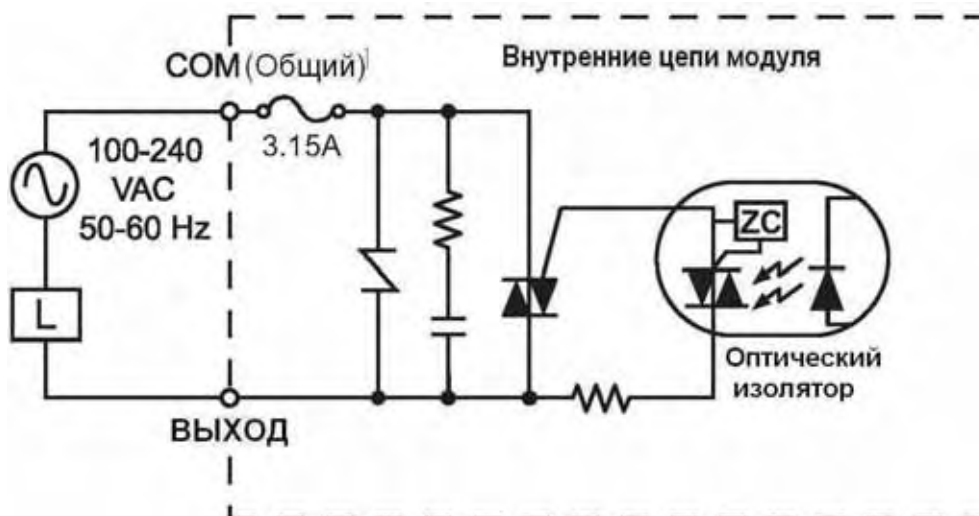 Внутренние цепи модуля
COM (Общий)
3.15A
100-240
VAC
50-60 Hz
ZC
L
Оптический
изолятор
ВЫХОД